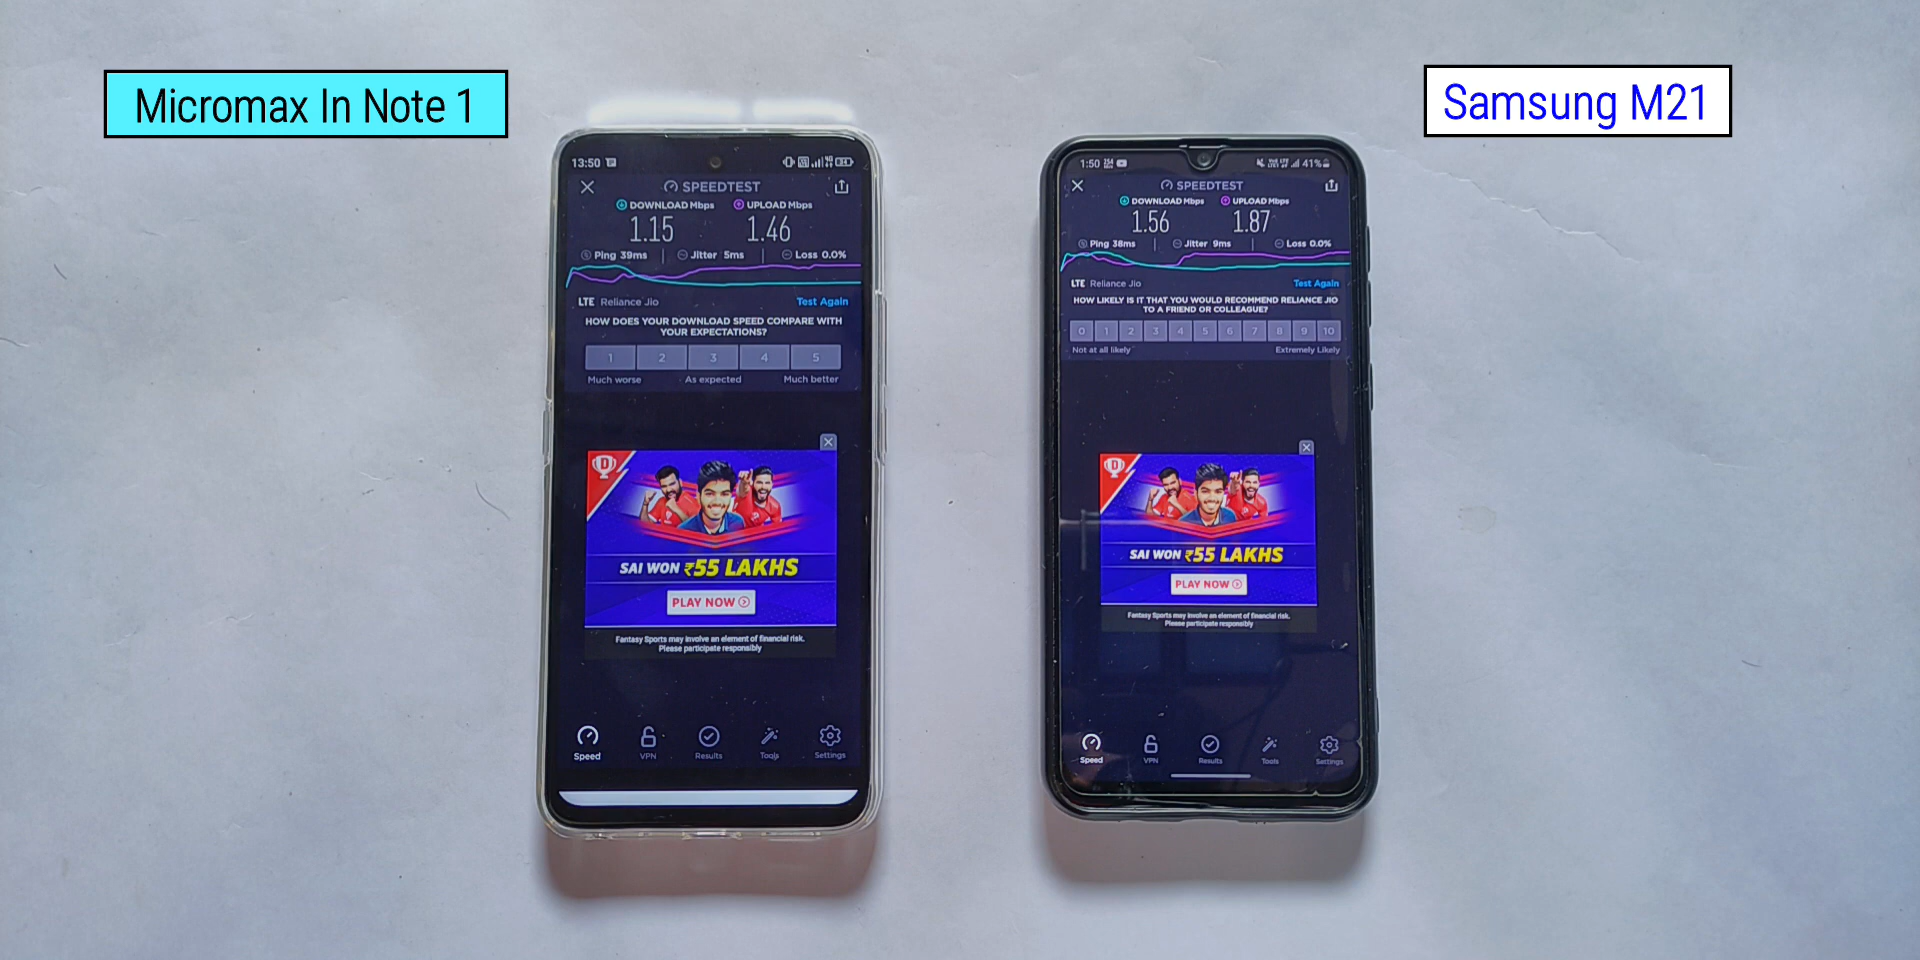 Micromax In Note 1
Samsung M21
13:50
SPEEDTEST
DOWNLOAD Mbps UPLOAD Mbps
1.15 1.46
Ping 39ms Jitter 5ms Loss 0.0%
LTE Reliance Jio Test Again
HOW DOES YOUR DOWNLOAD SPEED COMPARE WITH
YOUR EXPECTATIONS?
1 2 3 4 5
Much worse As expected Much better
D
SAI WON ₹55 LAKHS
PLAY NOW
Fantasy Sports may involve an element of financial risk.
Please participate responsibly
Speed VPN Results Tools Settings
1:50 41%
SPEEDTEST
DOWNLOAD Mbps UPLOAD Mbps
1.56 1.87
Ping 38ms Jitter 9ms Loss 0.0%
LTE Reliance Jio Test Again
HOW LIKELY IS IT THAT YOU WOULD RECOMMEND RELIANCE JIO
TO A FRIEND OR COLLEAGUE?
0 1 2 3 4 5 6 7 8 9 10
Not at all likely Extremely Likely
D
SAI WON ₹55 LAKHS
PLAY NOW
Fantasy Sports may involve an element of financial risk.
Please participate responsibly
Speed VPN Results Tools Settings